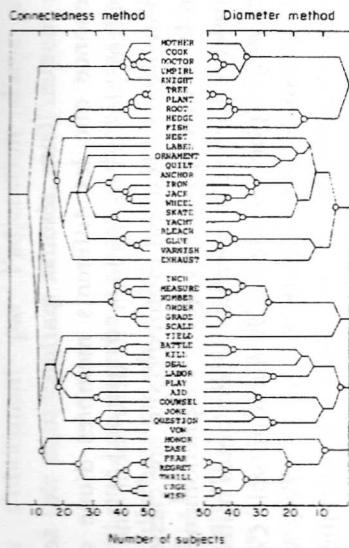 Connectedness method Diameter method
MOTHER
COOK
DOCTOR
UMPIRE
KNIGHT
TREE
PLANT
ROOT
HEDGE
FISH
NEST
LABEL
ORNAMENT
QUILT
ANCHOR
IRON
JACK
WHEEL
SKATE
YACHT
BLEACH
GLUE
VARNISH
EXHAUST
INCH
MEASURE
NUMBER
ORDER
GRADE
SCALE
YIELD
BATTLE
KILL
DEAL
LABOR
PLAY
AID
COUNSEL
JOKE
QUESTION
VOW
HONOR
EASE
FEAR
REGRET
THRILL
URGE
WISH
10 20 30 40 50 50 40 30 20 10
Number of subjects